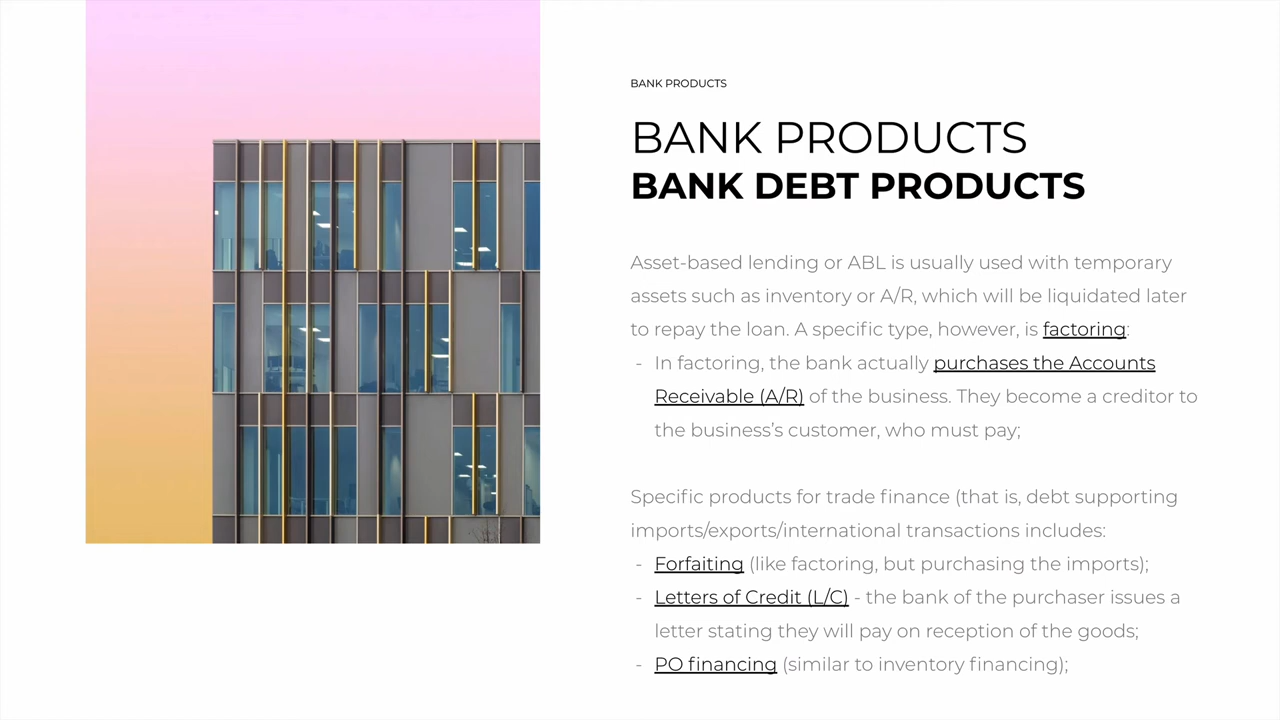 BANK PRODUCTS
BANK PRODUCTS
BANK DEBT PRODUCTS
Asset-based lending or ABL is usually used with temporary
assets such as inventory or A/R, which will be liquidated later
to repay the loan. A specific type, however, is factoring:
- In factoring, the bank actually purchases the Accounts
Receivable (A/R) of the business. They become a creditor to
the business's customer, who must pay;
Specific products for trade finance (that is, debt supporting
imports/exports/international transactions includes:
- Forfaiting (like factoring, but purchasing the imports);
- Letters of Credit (L/C) - the bank of the purchaser issues a
letter stating they will pay on reception of the goods;
- PO financing (similar to inventory financing);